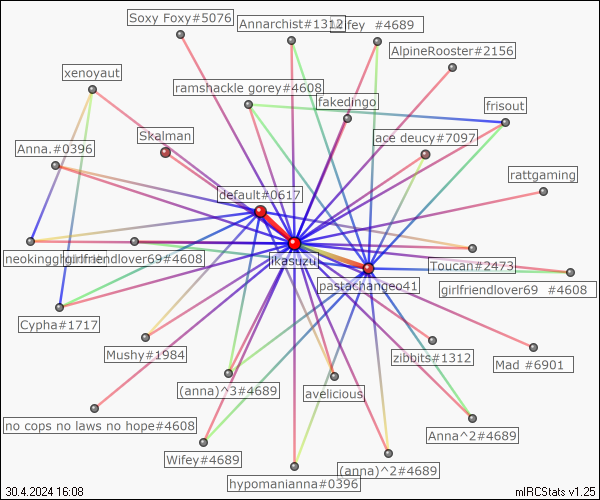 Soxy Foxy#5076
Annarchist#1312
ifey #4689
AlpineRooster#2156
xenoyaut
ramshackle gorey#4608
fakedingo
frisout
Skalman
ace deucy#7097
Anna.#0396
rattgaming
default#0617
neokingg
girlfriendlover69#4608
ikasuzu
Toucan#2473
pastachangeo41
girlfriendlover69 #4608
Cypha#1717
Mushy#1984
zibbits#1312
Mad #6901
(anna)^3#4689
avelicious
no cops no laws no hope#4608
Anna^2#4689
Wifey#4689
(anna)^2#4689
hypomanianna#0396
30.4.2024 16:08
mIRCStats v1.25